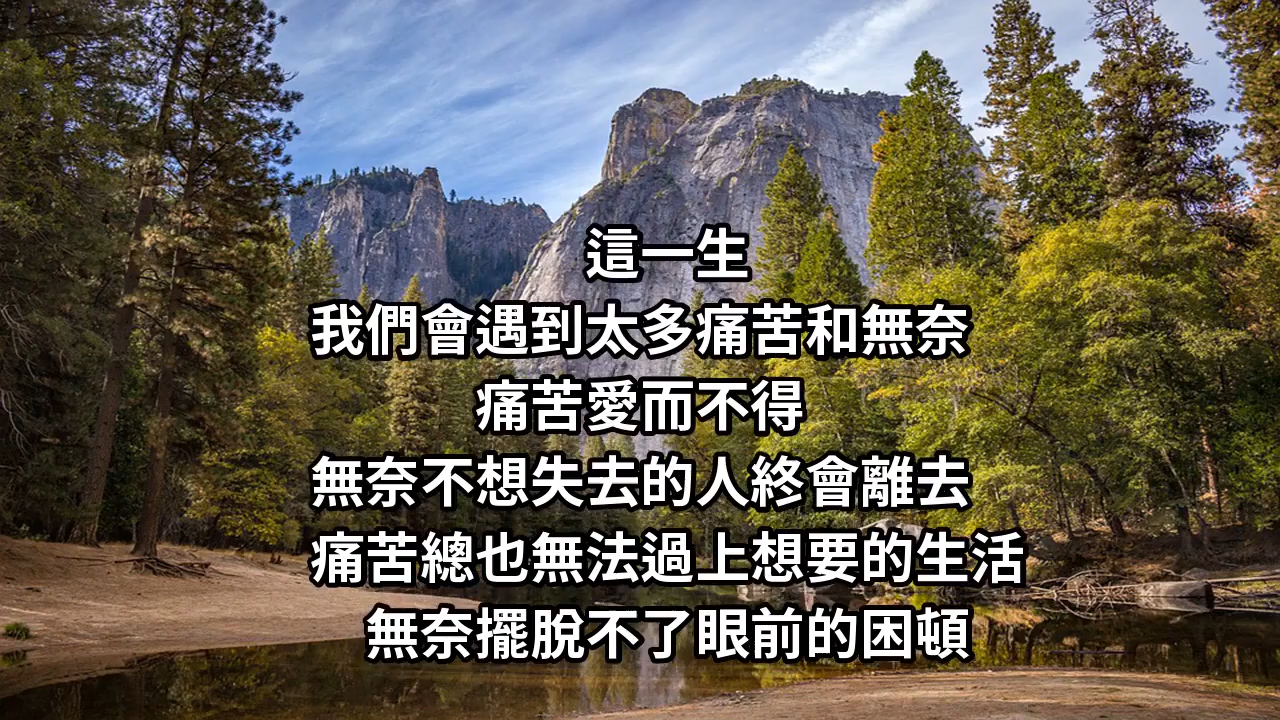 這一生
我們會遇到太多痛苦和無奈
痛苦愛而不得
無奈不想失去的人終會離去
痛苦總也無法過上想要的生活
無奈擺脫不了眼前的困頓